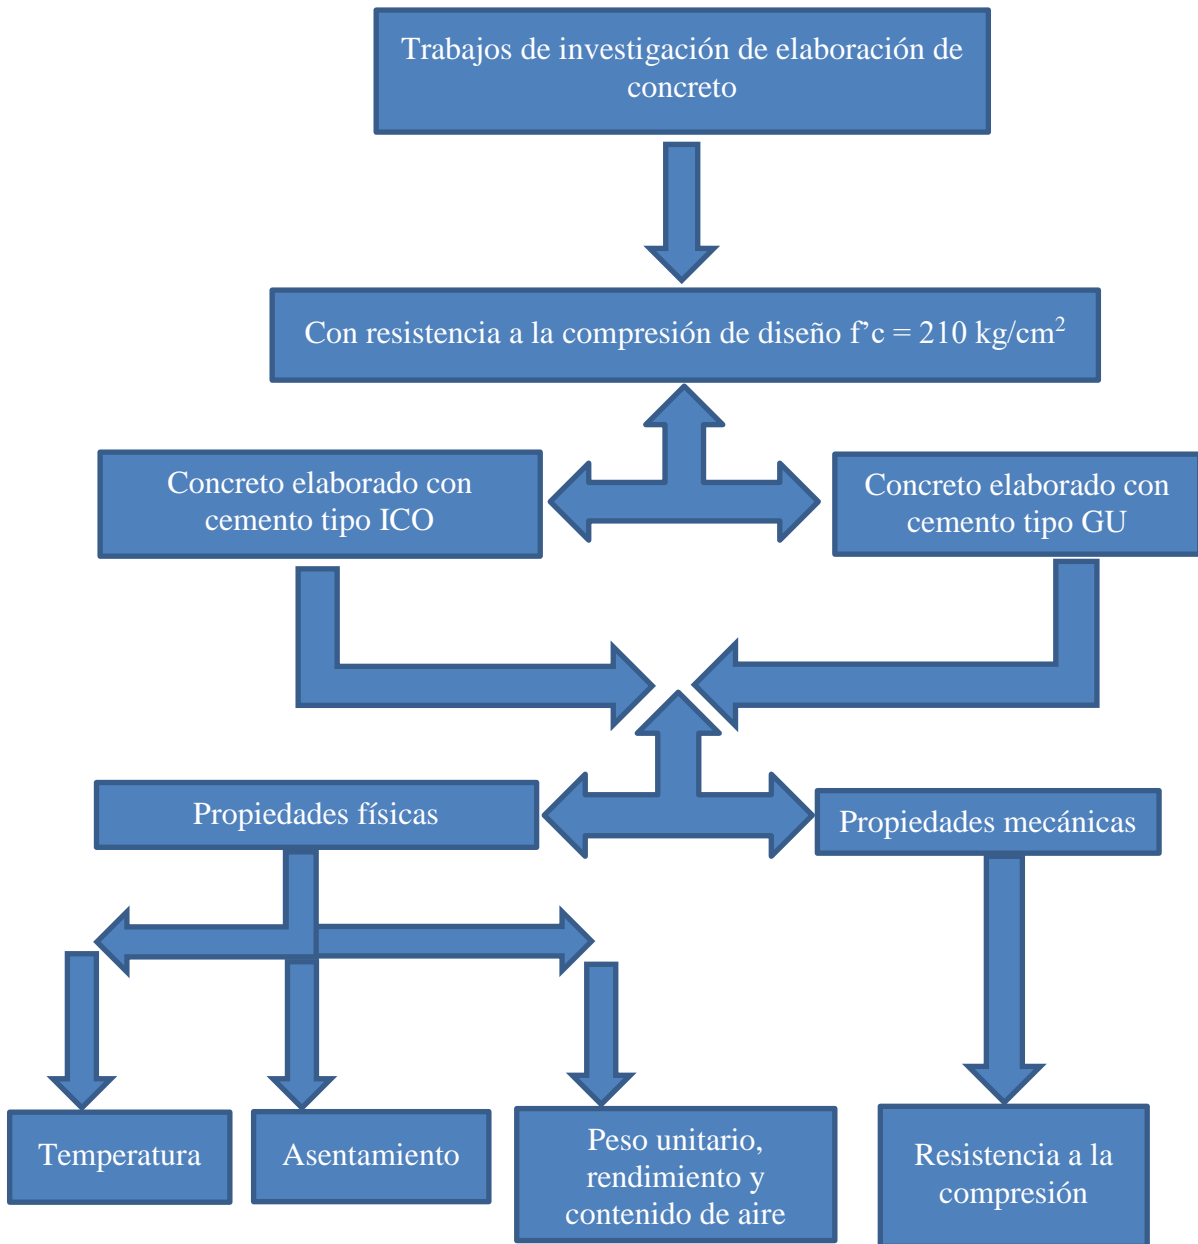 Trabajos de investigación de elaboración de
concreto
Con resistencia a la compresión de diseño f’c = 210 kg/cm²
Concreto elaborado con
cemento tipo ICO
Concreto elaborado con
cemento tipo GU
Propiedades físicas
Propiedades mecánicas
Temperatura
Asentamiento
Peso unitario,
rendimiento y
contenido de aire
Resistencia a la
compresión